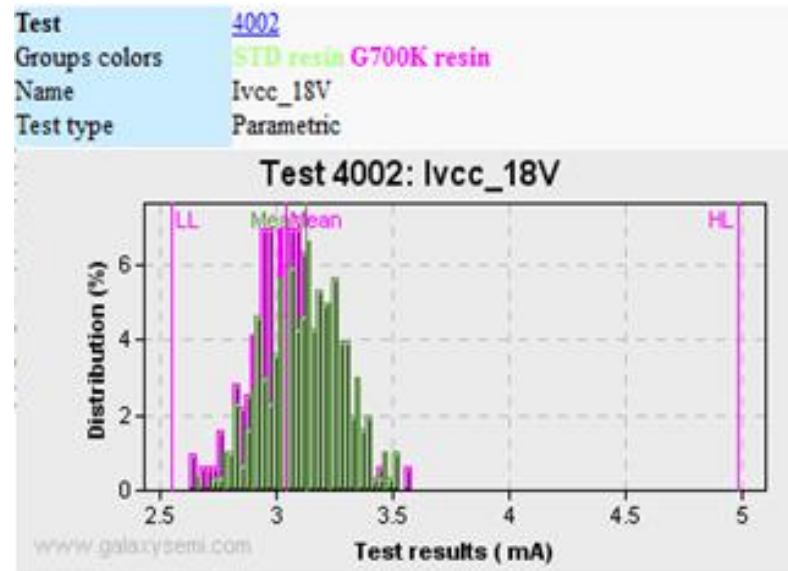 Test 4002
Groups colors STD resin G700K resin
Name Ivcc_18V
Test type Parametric
Test 4002: Ivcc_18V
LL Mean Mean HL
Distribution (%)
6
4
2
0
2.5 3 3.5 4 4.5 5
www.galaxysemi.com
Test results ( mA)